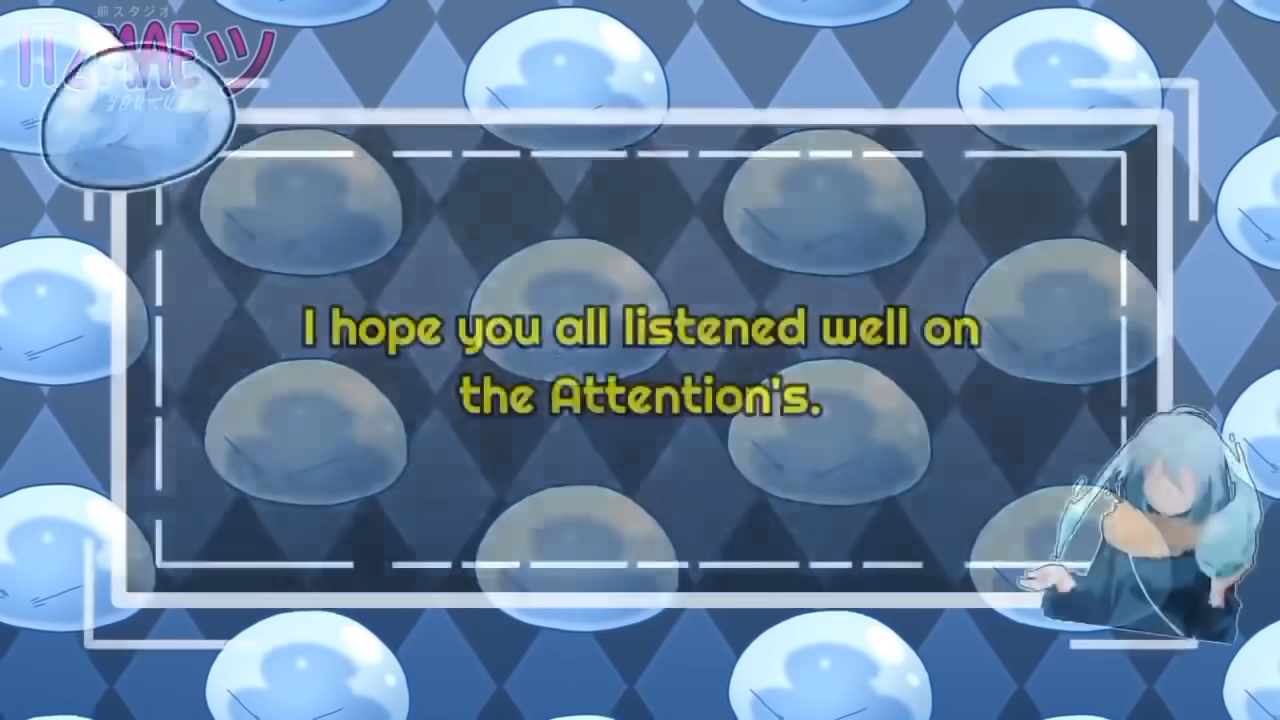 前スタジオ
I hope you all listened well on
the Attention's.